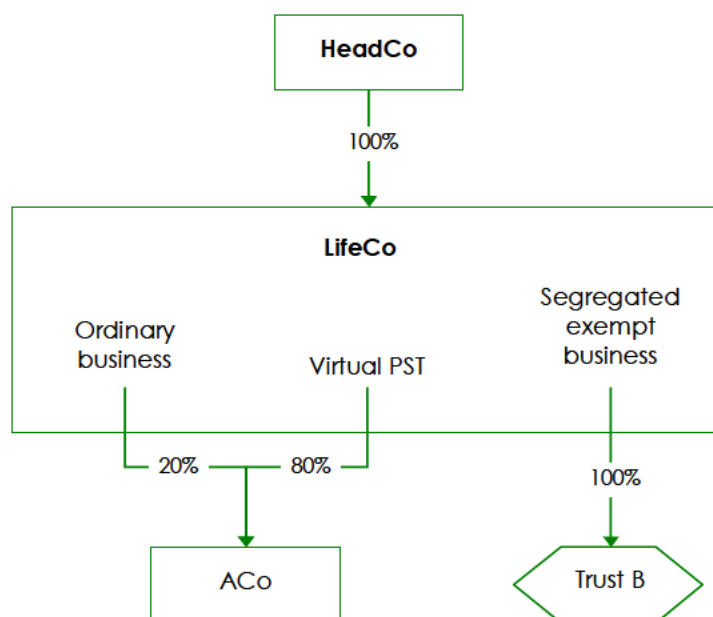 HeadCo
100%
LifeCo
Ordinary
business
Virtual PST
Segregated
exempt
business
20%
80%
100%
ACo
Trust B